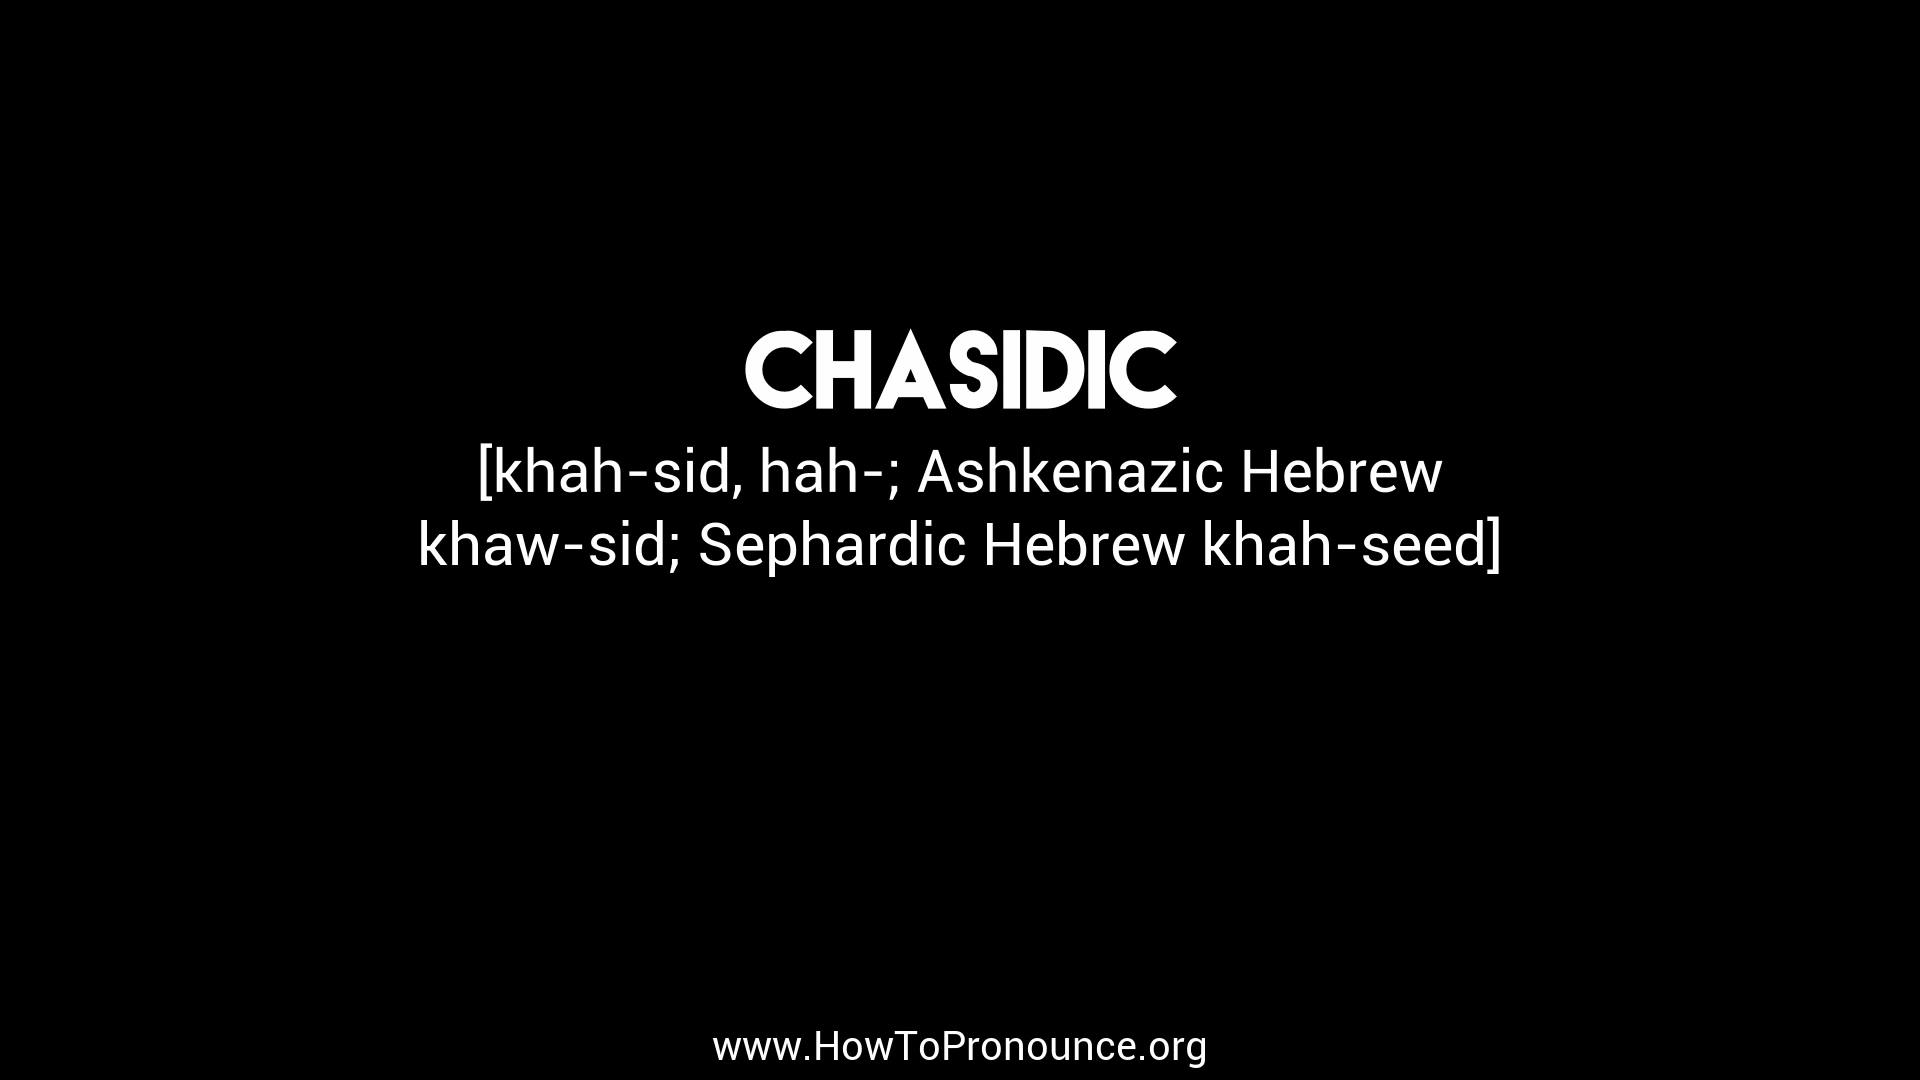 CHASIDIC
[khah-sid, hah-; Ashkenazic Hebrew
khaw-sid; Sephardic Hebrew khah-seed]
www.HowToPronounce.org